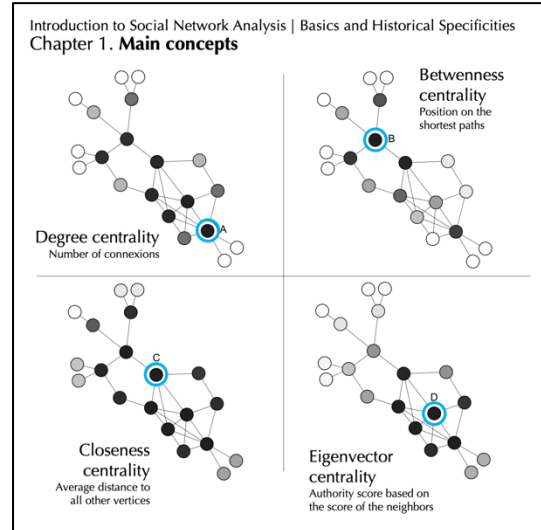 Introduction to Social Network Analysis | Basics and Historical Specificities
Chapter 1. Main concepts
Betwenness
centrality
Position on the
shortest paths
B
A
Degree centrality
Number of connexions
C
D
Closeness
centrality
Average distance to
all other vertices
Eigenvector
centrality
Authority score based on
the score of the neighbors